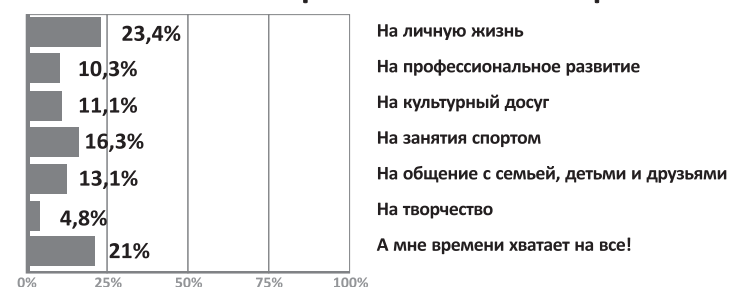 23,4% На личную жизнь
10,3% На профессиональное развитие
11,1% На культурный досуг
16,3% На занятия спортом
13,1% На общение с семьей, детьми и друзьями
4,8% На творчество
21% А мне времени хватает на все!
0% 25% 50% 75% 100%